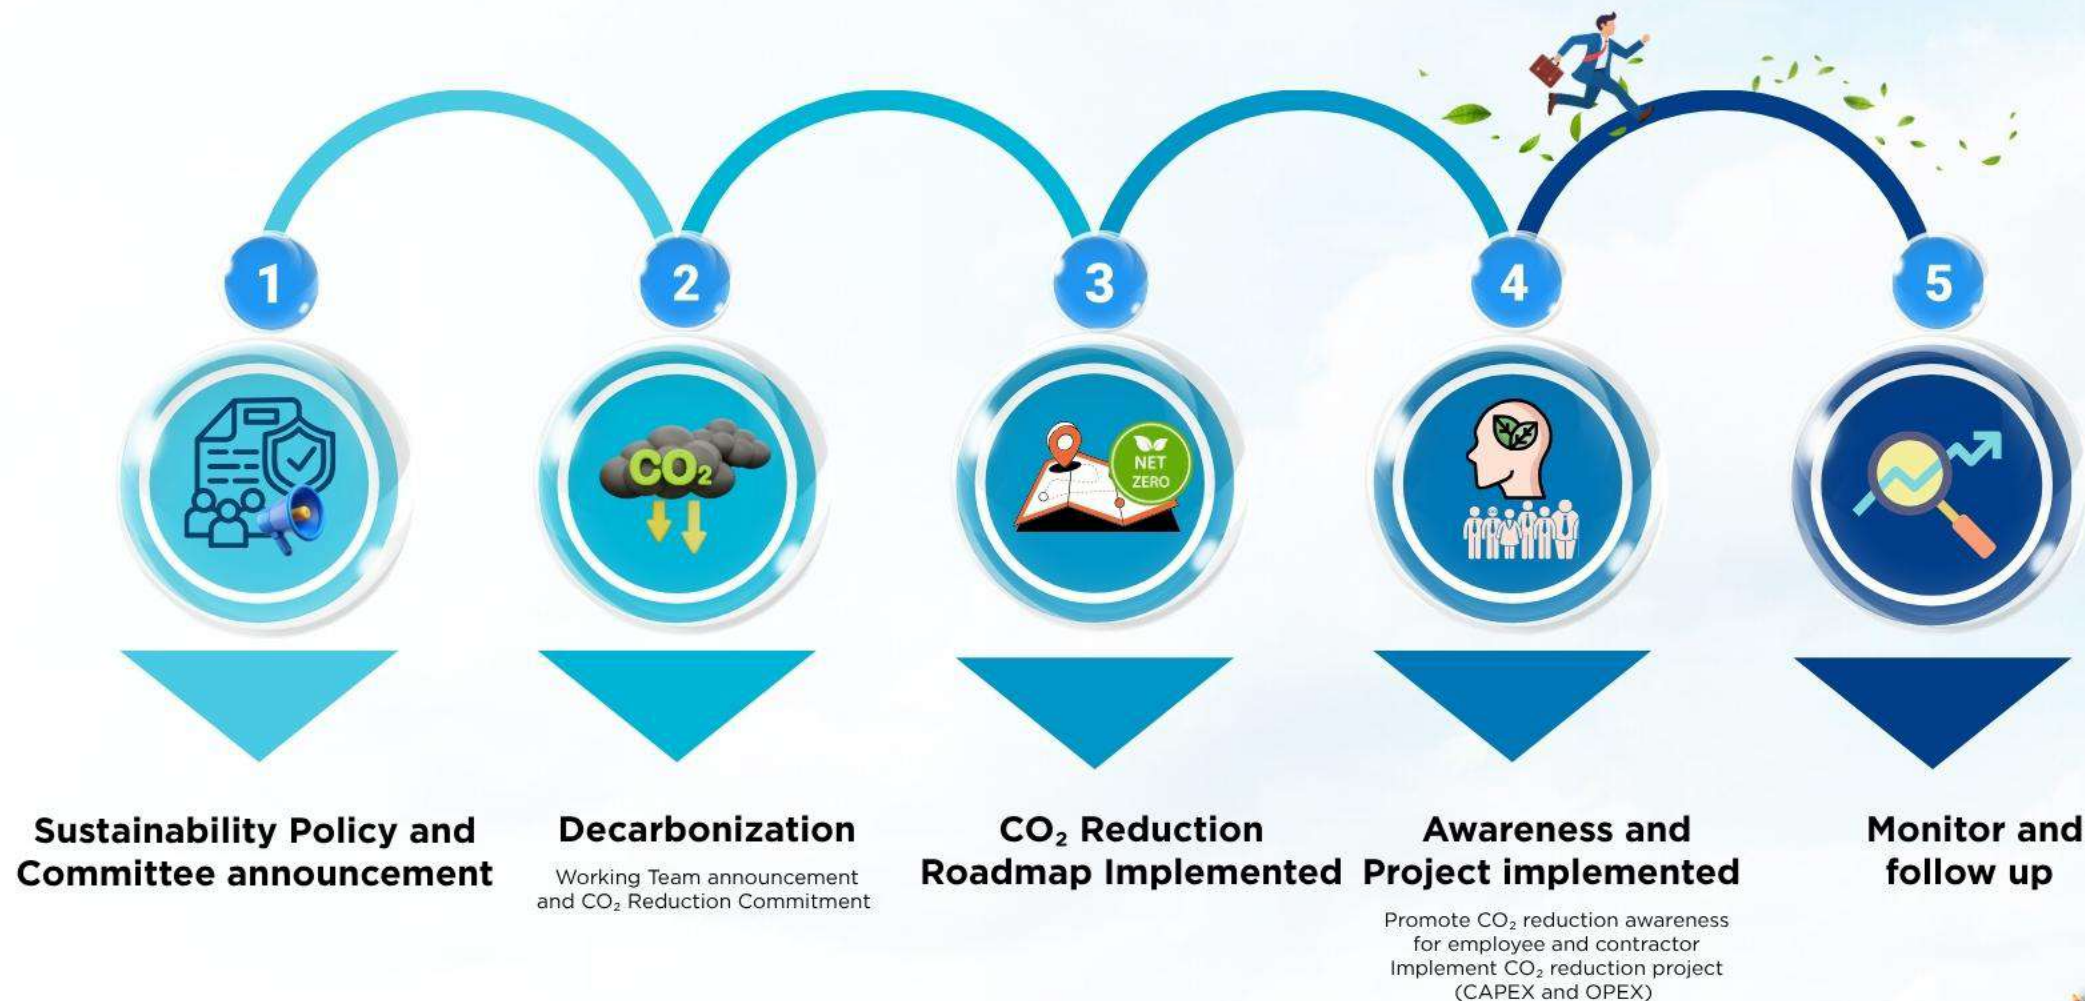 1
2
3
4
5
CO₂
NET
ZERO
Sustainability Policy and
Committee announcement
Decarbonization
Working Team announcement
and CO₂ Reduction Commitment
CO₂ Reduction
Roadmap Implemented
Awareness and
Project implemented
Promote CO₂ reduction awareness
for employee and contractor
Implement CO₂ reduction project
(CAPEX and OPEX)
Monitor and
follow up